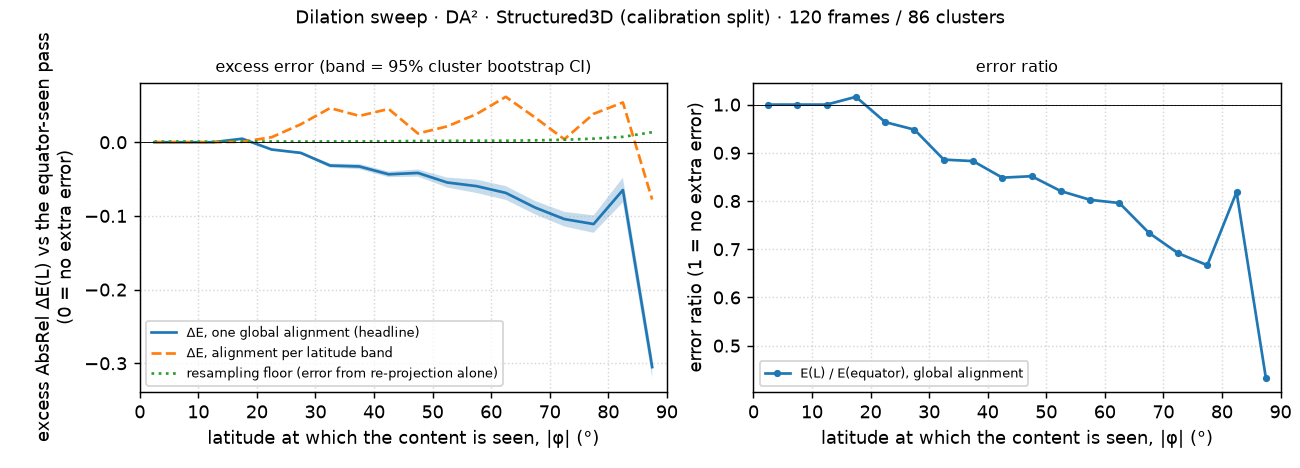 Dilation sweep · DA² · Structured3D (calibration split) · 120 frames / 86 clusters
excess error (band = 95% cluster bootstrap CI)
excess AbsRel ΔE(L) vs the equator-seen pass
(0 = no extra error)
0.0
−0.1
−0.2
−0.3
ΔE, one global alignment (headline)
ΔE, alignment per latitude band
resampling floor (error from re-projection alone)
0 10 20 30 40 50 60 70 80 90
latitude at which the content is seen, |φ| (°)
error ratio
error ratio (1 = no extra error)
1.0
0.9
0.8
0.7
0.6
0.5
E(L) / E(equator), global alignment
0 10 20 30 40 50 60 70 80 90
latitude at which the content is seen, |φ| (°)